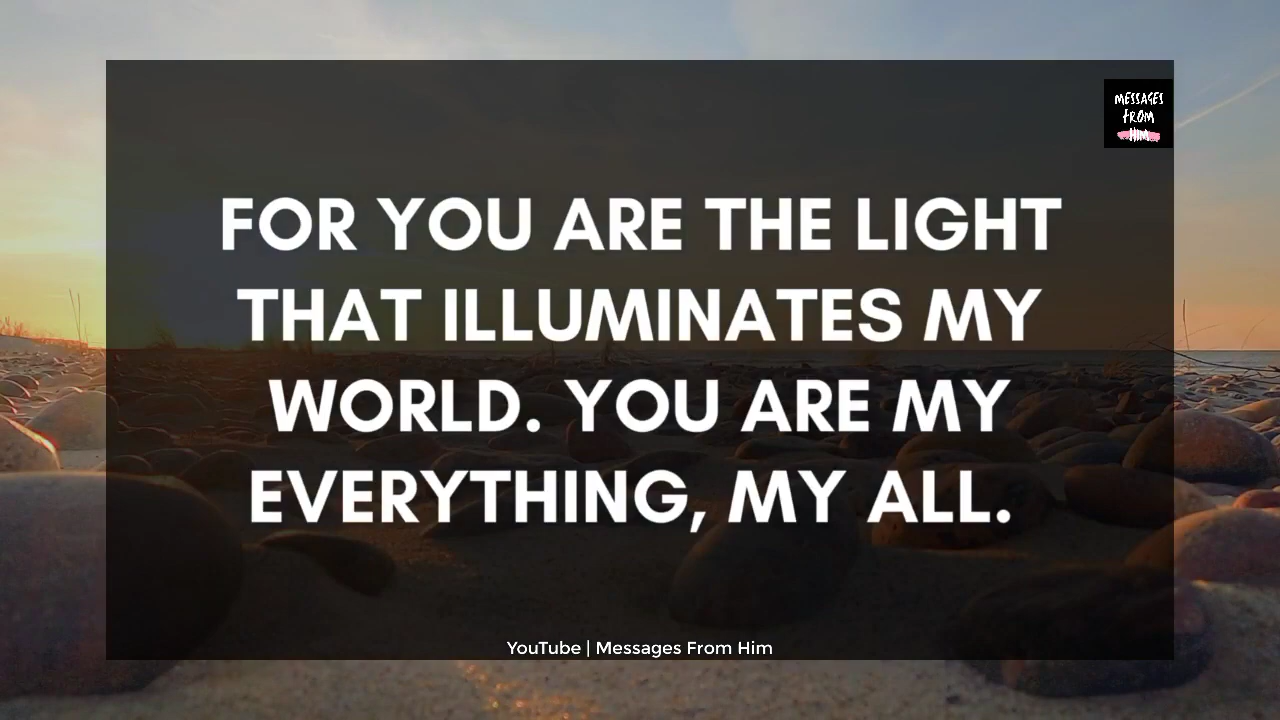 MESSAGES
FROM
HIM
FOR YOU ARE THE LIGHT
THAT ILLUMINATES MY
WORLD. YOU ARE MY
EVERYTHING, MY ALL.
YouTube | Messages From Him